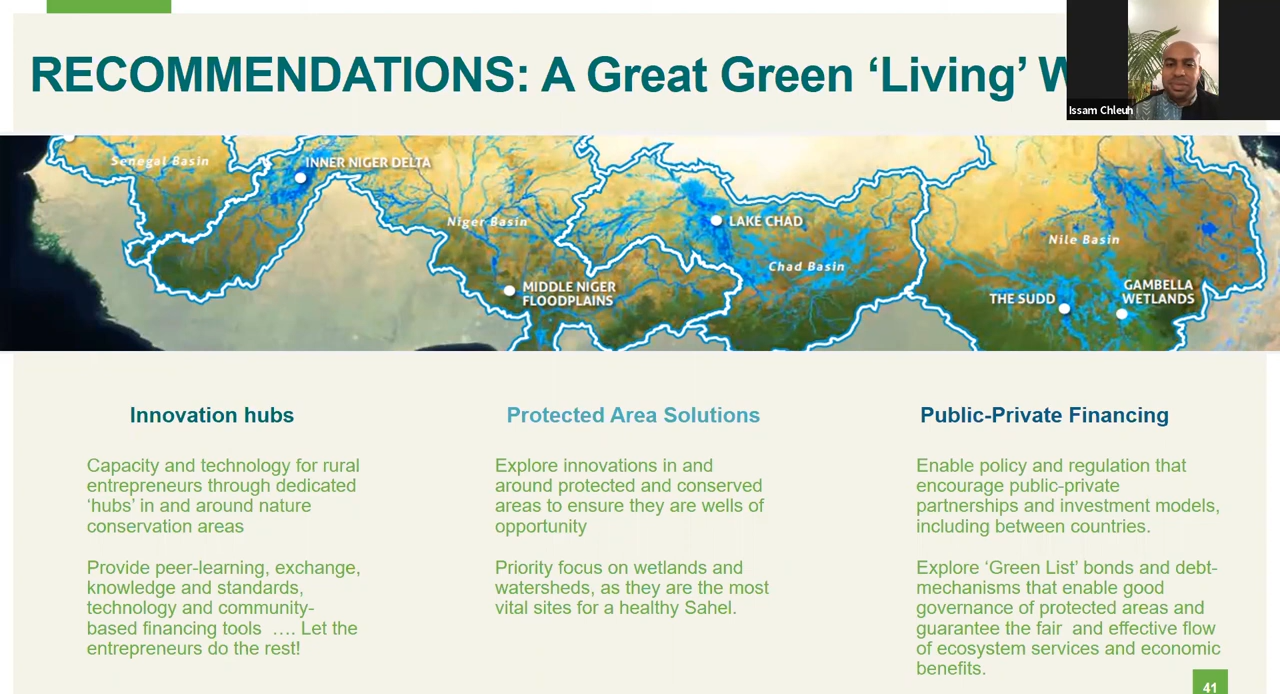 RECOMMENDATIONS: A Great Green ‘Living’
Issam Chleuh
Senegal Basin
INNER NIGER DELTA
Niger Basin
LAKE CHAD
Chad Basin
Nile Basin
MIDDLE NIGER
FLOODPLAINS
THE SUDD
GAMBELLA
WETLANDS
Innovation hubs
Capacity and technology for rural
entrepreneurs through dedicated
‘hubs’ in and around nature
conservation areas
Provide peer-learning, exchange,
knowledge and standards,
technology and community-
based financing tools …. Let the
entrepreneurs do the rest!
Protected Area Solutions
Explore innovations in and
around protected and conserved
areas to ensure they are wells of
opportunity
Priority focus on wetlands and
watersheds, as they are the most
vital sites for a healthy Sahel.
Public-Private Financing
Enable policy and regulation that
encourage public-private
partnerships and investment models,
including between countries.
Explore ‘Green List’ bonds and debt-
mechanisms that enable good
governance of protected areas and
guarantee the fair and effective flow
of ecosystem services and economic
benefits.
41